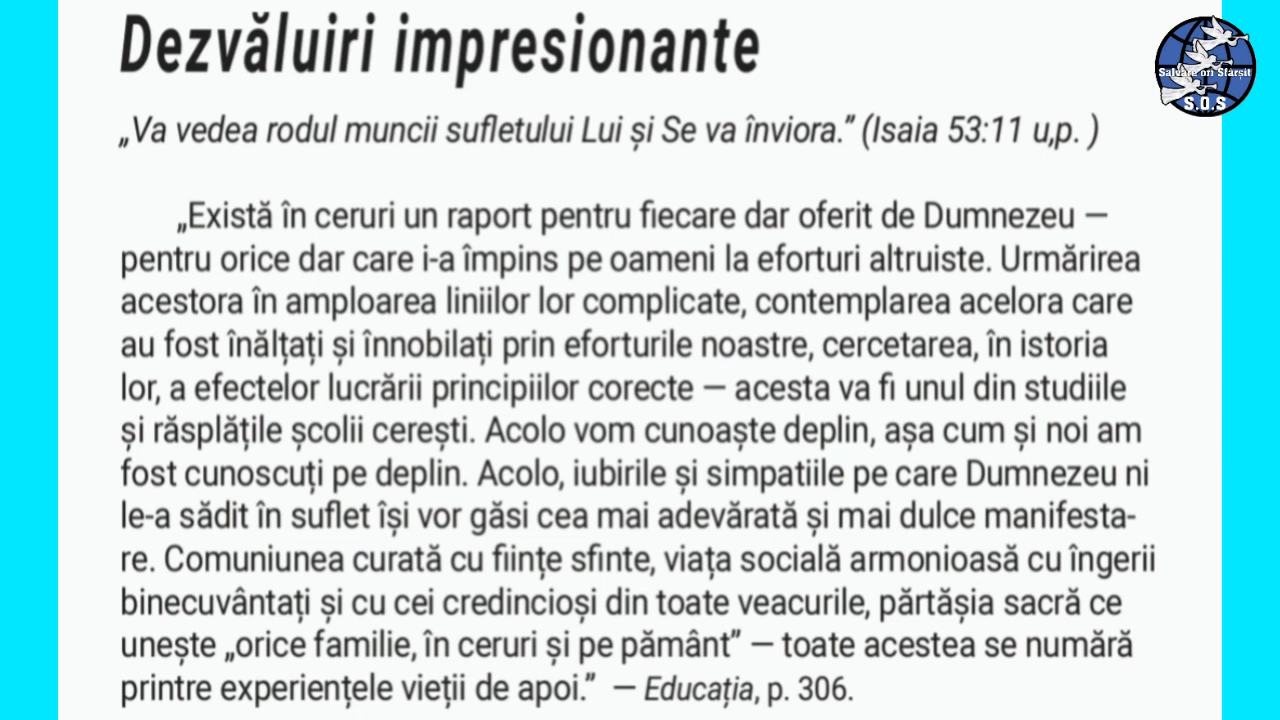 Dezvăluiri impresionante
Salvare ori Sfârșit
S.O.S
„Va vedea rodul muncii sufletului Lui și Se va înviora.” (Isaia 53:11 u,p. )
„Există în ceruri un raport pentru fiecare dar oferit de Dumnezeu —
pentru orice dar care i-a împins pe oameni la eforturi altruiste. Urmărirea
acestora în amploarea liniilor lor complicate, contemplarea acelora care
au fost înălțați și înnobilați prin eforturile noastre, cercetarea, în istoria
lor, a efectelor lucrării principiilor corecte — acesta va fi unul din studiile
și răsplățile școlii cerești. Acolo vom cunoaște deplin, așa cum și noi am
fost cunoscuți pe deplin. Acolo, iubirile și simpatiile pe care Dumnezeu ni
le-a sădit în suflet își vor găsi cea mai adevărată și mai dulce manifesta-
re. Comuniunea curată cu ființe sfinte, viața socială armonioasă cu îngerii
binecuvântați și cu cei credincioși din toate veacurile, părtășia sacră ce
unește „orice familie, în ceruri și pe pământ” — toate acestea se numără
printre experiențele vieții de apoi.” — Educația, p. 306.